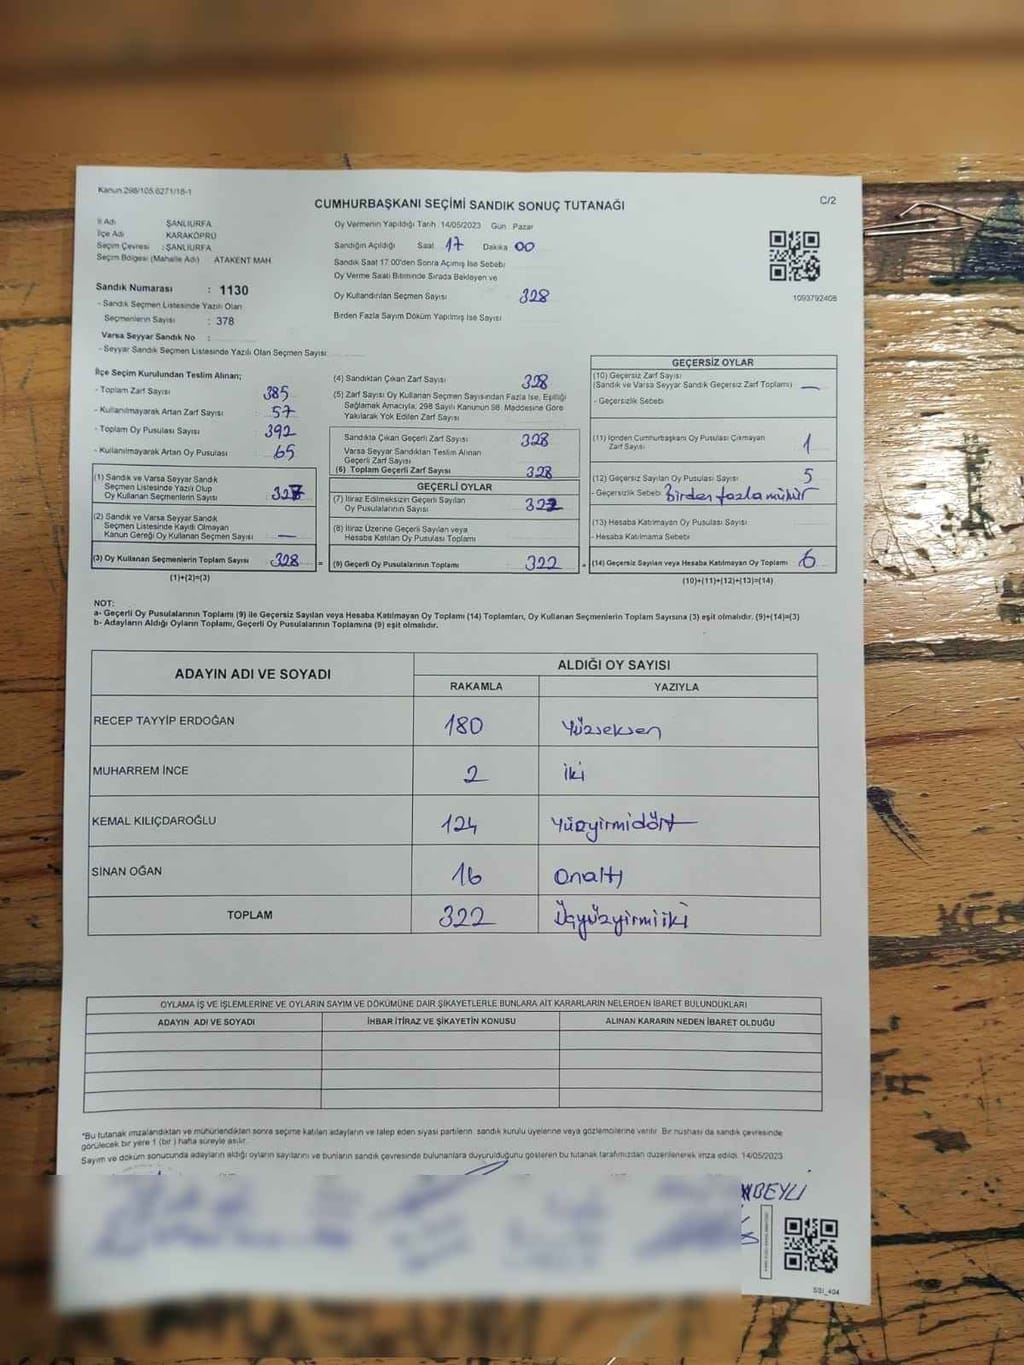 Kanun 298/105,6271/18-1
CUMHURBAŞKANI SEÇİMİ SANDIK SONUÇ TUTANAĞI
C/2
İl Adı ŞANLIURFA
İlçe Adı KARAKÖPRÜ
Seçim Çevresi : ŞANLIURFA
Seçim Bölgesi (Mahalle Adı) ATAKENT MAH
Sandık Numarası : 1130
- Sandık Seçmen Listesinde Yazılı Olan
Seçmenlerin Sayısı : 378
Varsa Seyyar Sandık No :
- Seyyar Sandık Seçmen Listesinde Yazılı Olan Seçmen Sayısı
Oy Vermenin Yapıldığı Tarih 14/05/2023 Gün Pazar
Sandığın Açıldığı Saat 17 Dakika 00
Sandık Saat 17:00'den Sonra Açılmış İse Sebebi
Oy Verme Saati Bitiminde Sırada Bekleyen ve
Oy Kullandırılan Seçmen Sayısı 328
Birden Fazla Sayım Döküm Yapılmış İse Sayısı
1093792408
İlçe Seçim Kurulundan Teslim Alınan;
- Toplam Zarf Sayısı 385
- Kullanılmayarak Artan Zarf Sayısı 57
- Toplam Oy Pusulası Sayısı 392
- Kullanılmayarak Artan Oy Pusulası 65
(1) Sandık ve Varsa Seyyar Sandık
Seçmen Listesinde Yazılı Olup
Oy Kullanan Seçmenlerin Sayısı
(2) Sandık ve Varsa Seyyar Sandık
Seçmen Listesinde Kaydı Olmayan
Kanun Gereği Oy Kullanan Seçmen Sayısı —
(3) Oy Kullanan Seçmenlerin Toplam Sayısı 328
(1)+(2)=(3)
(4) Sandıktan Çıkan Zarf Sayısı 328
(5) Zarf Sayısı Oy Kullanan Seçmen Sayısından Fazla İse, Eşitliği
Sağlamak Amacıyla, 298 Sayılı Kanunun 98. Maddesine Göre
Yakılarak Yok Edilen Zarf Sayısı
Sandıkta Çıkan Geçerli Zarf Sayısı 328
Varsa Seyyar Sandıktan Teslim Alınan
Geçerli Zarf Sayısı
(6) Toplam Geçerli Zarf Sayısı 328
GEÇERLİ OYLAR
(7) İtiraz Edilmeksizin Geçerli Sayılan
Oy Pusulalarının Sayısı 322
(8) İtiraz Üzerine Geçerli Sayılan veya
Hesaba Katılan Oy Pusulası Toplamı
= (9) Geçerli Oy Pusulalarının Toplamı 322
GEÇERSİZ OYLAR
(10) Geçersiz Zarf Sayısı
(Sandık ve Varsa Seyyar Sandık Geçersiz Zarf Toplamı) —
- Geçersizlik Sebebi
(11) İçinden Cumhurbaşkanı Oy Pusulası Çıkmayan
Zarf Sayısı 1
(12) Geçersiz Sayılan Oy Pusulası Sayısı 5
- Geçersizlik Sebebi Birden fazla mühür
(13) Hesaba Katılmayan Oy Pusulası Sayısı
- Hesaba Katılmama Sebebi
+ (14) Geçersiz Sayılan veya Hesaba Katılmayan Oy Toplamı 6
(10)+(11)+(12)+(13)=(14)
NOT:
a- Geçerli Oy Pusulalarının Toplamı (9) ile Geçersiz Sayılan veya Hesaba Katılmayan Oy Toplamı (14) Toplamları, Oy Kullanan Seçmenlerin Toplam Sayısına (3) eşit olmalıdır. (9)+(14)=(3)
b- Adayların Aldığı Oyların Toplamı, Geçerli Oy Pusulalarının Toplamına (9) eşit olmalıdır.
ADAYIN ADI VE SOYADI ALDIĞI OY SAYISI
RAKAMLA YAZIYLA
RECEP TAYYİP ERDOĞAN 180 Yüzseksen
MUHARREM İNCE 2 iki
KEMAL KILIÇDAROĞLU 124 Yüzyirmidört
SİNAN OĞAN 16 Onaltı
TOPLAM 322 Üçyüzyirmiiki
OYLAMA İŞ VE İŞLEMLERİNE VE OYLARIN SAYIM VE DÖKÜMÜNE DAİR ŞİKAYETLERLE BUNLARA AİT KARARLARIN NELERDEN İBARET BULUNDUKLARI
ADAYIN ADI VE SOYADI İHBAR İTİRAZ VE ŞİKAYETİN KONUSU ALINAN KARARIN NEDEN İBARET OLDUĞU
*Bu tutanak imzalandıktan ve mühürlendikten sonra seçime katılan adayların ve talep eden siyasi partilerin sandık kurulu üyelerine veya gözlemcilerine verilir. Bir nüshası da sandık çevresinde
görülecek bir yere 1 (bir) hafta süreyle asılır.
Sayım ve döküm sonucunda adayların aldığı oyların sayılarını ve bunların sandık çevresinde bulunanlara duyurulduğunu gösteren bu tutanak tarafımızdan düzenlenerek imza edildi. 14/05/2023
BEYLİ
SSI_404